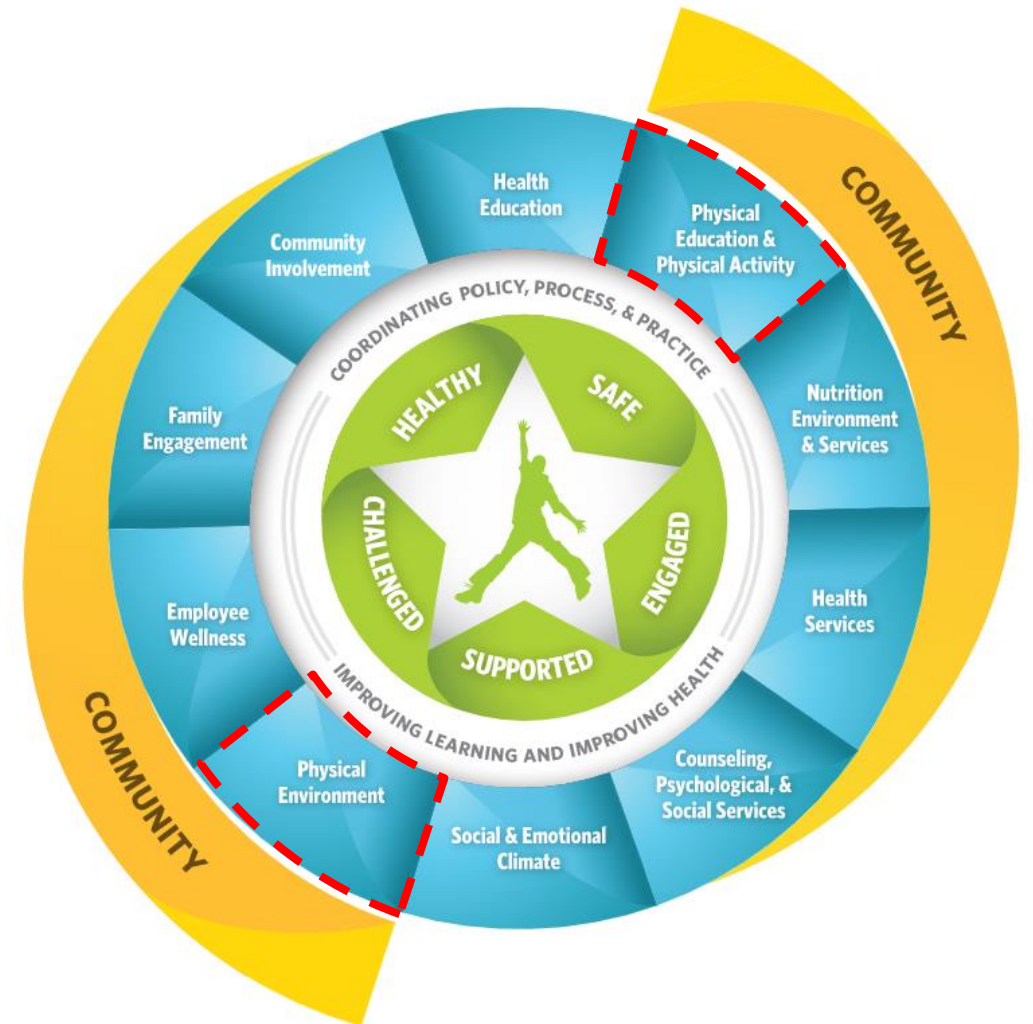 COMMUNITY
Health
Education
Physical
Education &
Physical Activity
Nutrition
Environment
& Services
Health
Services
Counseling,
Psychological, &
Social Services
Social & Emotional
Climate
Physical
Environment
Employee
Wellness
Family
Engagement
Community
Involvement
COORDINATING POLICY, PROCESS, & PRACTICE
IMPROVING LEARNING AND IMPROVING HEALTH
HEALTHY
SAFE
ENGAGED
SUPPORTED
CHALLENGED
COMMUNITY